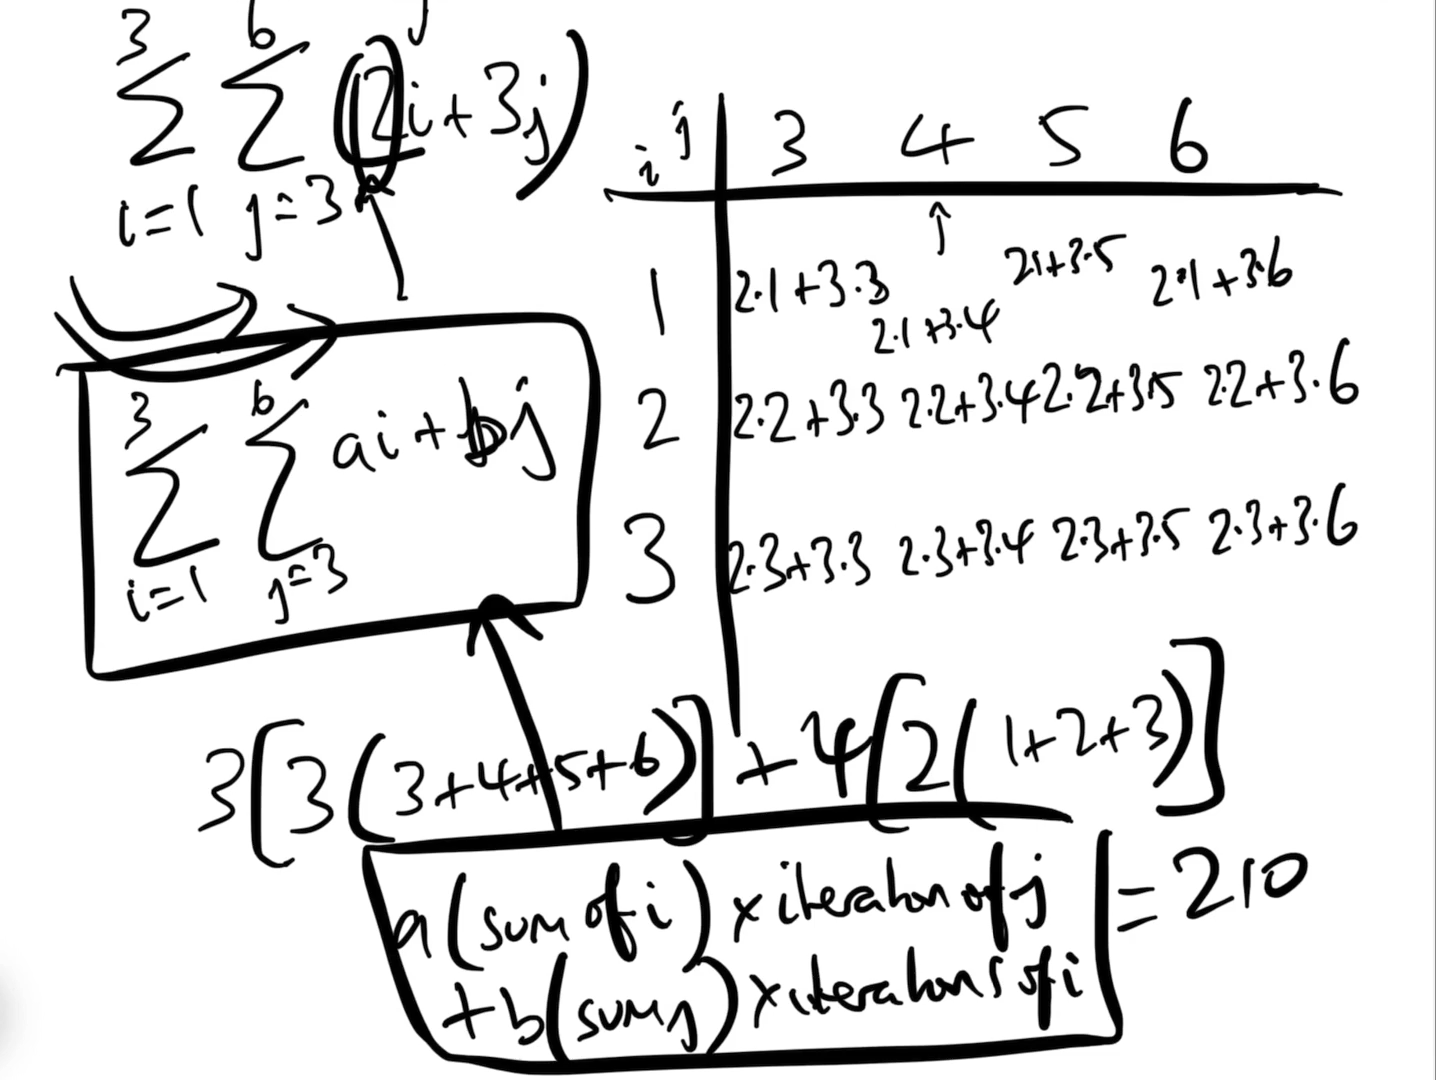 3 6
∑ ∑ (2i+3j)
i=1 j=3
i j 3 4 5 6
1 2·1+3·3 2·1+3·4 2·1+3·5 2·1+3·6
2 2·2+3·3 2·2+3·4 2·2+3·5 2·2+3·6
3 2·3+3·3 2·3+3·4 2·3+3·5 2·3+3·6
3 6
∑ ∑ ai+bj
i=1 j=3
3[3(3+4+5+6)]+4[2(1+2+3)]
a(sum of i)×iteration of j
+b(sum j)×iterations of i
=210